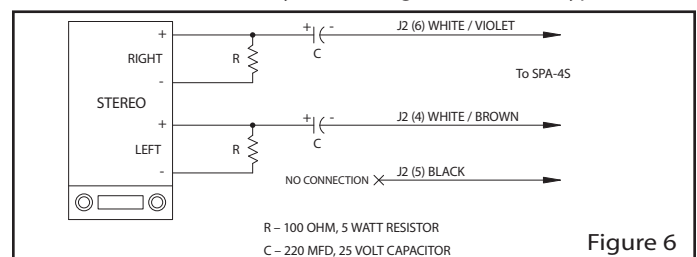 +
RIGHT
-
STEREO
+
LEFT
-
R
+ -
C
J2 (6) WHITE / VIOLET
To SPA-4S
R
+ -
C
J2 (4) WHITE / BROWN
NO CONNECTION
J2 (5) BLACK
R – 100 OHM, 5 WATT RESISTOR
C – 220 MFD, 25 VOLT CAPACITOR
Figure 6